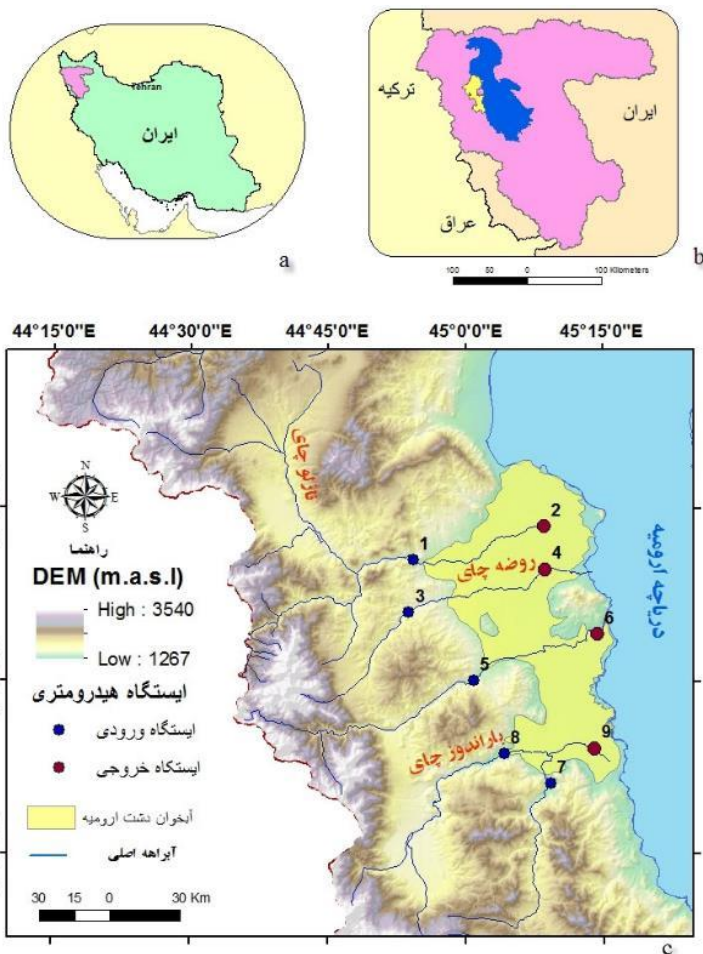 Tehran
ایران
a
ترکیه
ایران
عراق
100 50 0 100 Kilometers
b
44°15'0"E 44°30'0"E 44°45'0"E 45°0'0"E 45°15'0"E
نازلو چای
N
W E
S
راهنما
DEM (m.a.s.l)
High : 3540
Low : 1267
ایستگاه هیدرومتری
ایستگاه ورودی
ایستگاه خروجی
آبخوان دشت ارومیه
آبراهه اصلی
30 15 0 30 Km
1
2
روضه چای
4
3
6
5
باراندوز چای
8
9
7
دریاچه ارومیه
c